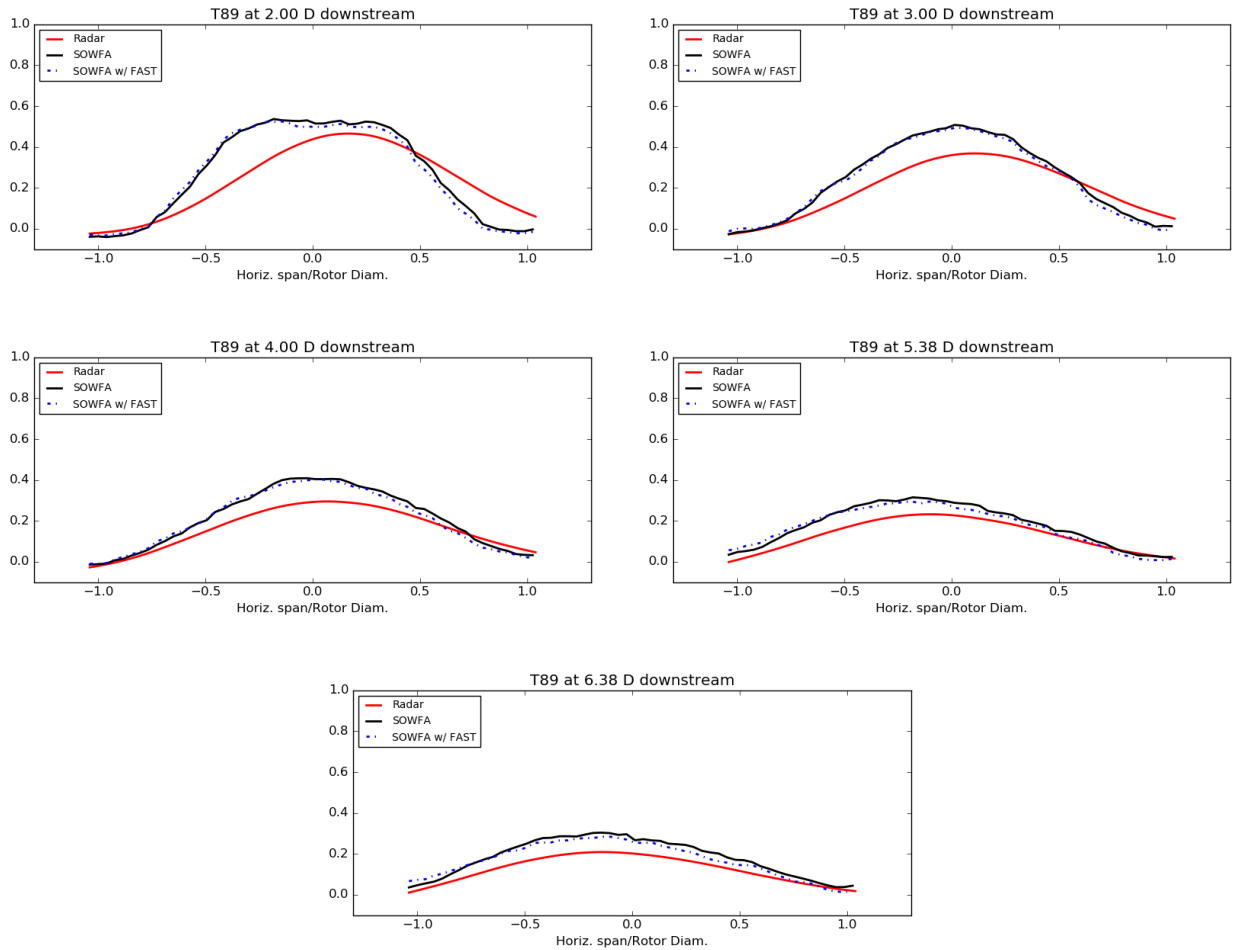 T89 at 2.00 D downstream
1.0
0.8
0.6
0.4
0.2
0.0
Radar
SOWFA
SOWFA w/ FAST
−1.0 −0.5 0.0 0.5 1.0
Horiz. span/Rotor Diam.
T89 at 3.00 D downstream
1.0
0.8
0.6
0.4
0.2
0.0
Radar
SOWFA
SOWFA w/ FAST
−1.0 −0.5 0.0 0.5 1.0
Horiz. span/Rotor Diam.
T89 at 4.00 D downstream
1.0
0.8
0.6
0.4
0.2
0.0
Radar
SOWFA
SOWFA w/ FAST
−1.0 −0.5 0.0 0.5 1.0
Horiz. span/Rotor Diam.
T89 at 5.38 D downstream
1.0
0.8
0.6
0.4
0.2
0.0
Radar
SOWFA
SOWFA w/ FAST
−1.0 −0.5 0.0 0.5 1.0
Horiz. span/Rotor Diam.
T89 at 6.38 D downstream
1.0
0.8
0.6
0.4
0.2
0.0
Radar
SOWFA
SOWFA w/ FAST
−1.0 −0.5 0.0 0.5 1.0
Horiz. span/Rotor Diam.